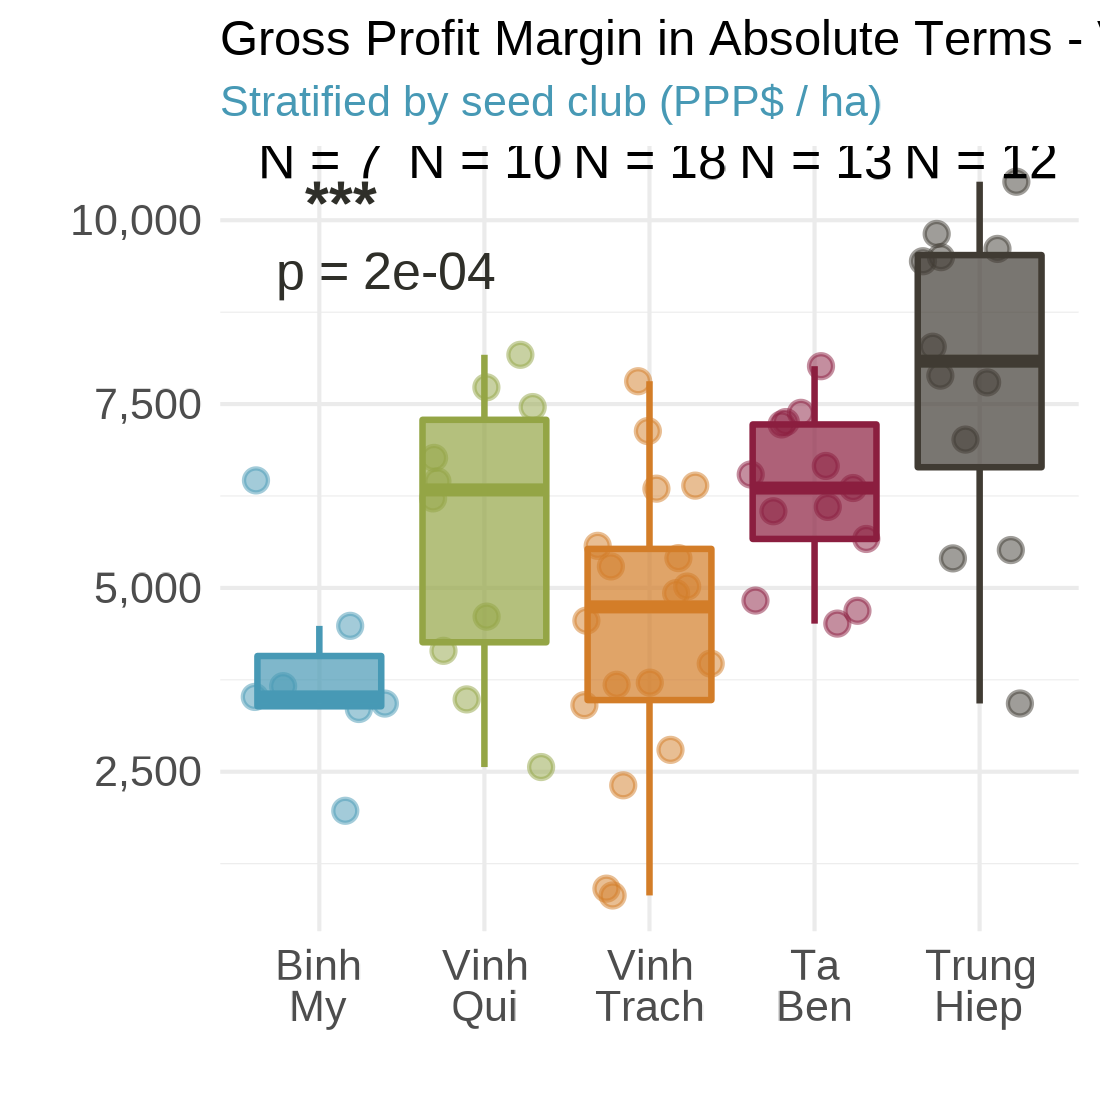 Gross Profit Margin in Absolute Terms -
Stratified by seed club (PPP$ / ha)
N = 7 N = 10 N = 18 N = 13 N = 12
***
p = 2e-04
10,000
7,500
5,000
2,500
Binh My
Vinh Qui
Vinh Trach
Ta Ben
Trung Hiep